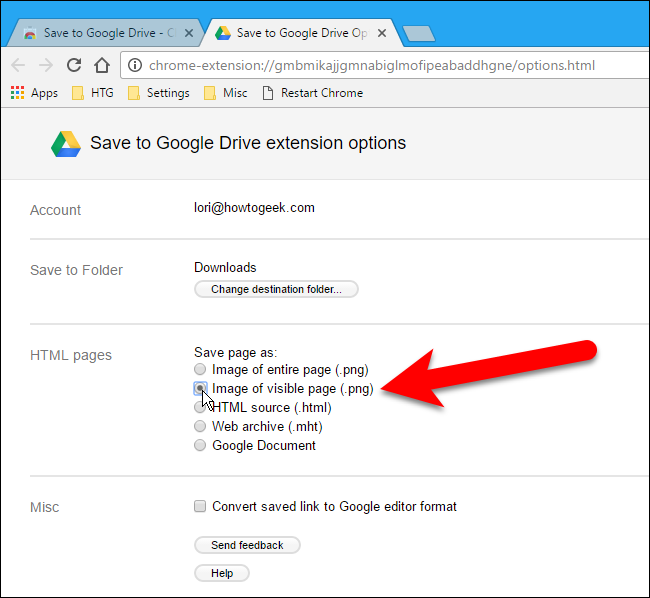 Save to Google Drive - C
Save to Google Drive Op
chrome-extension://gmbmikajjgmnabiglmofipeabaddhgne/options.html
Apps HTG Settings Misc Restart Chrome
Save to Google Drive extension options
Account lori@howtogeek.com
Save to Folder Downloads
Change destination folder...
HTML pages Save page as:
Image of entire page (.png)
Image of visible page (.png)
HTML source (.html)
Web archive (.mht)
Google Document
Misc Convert saved link to Google editor format
Send feedback
Help